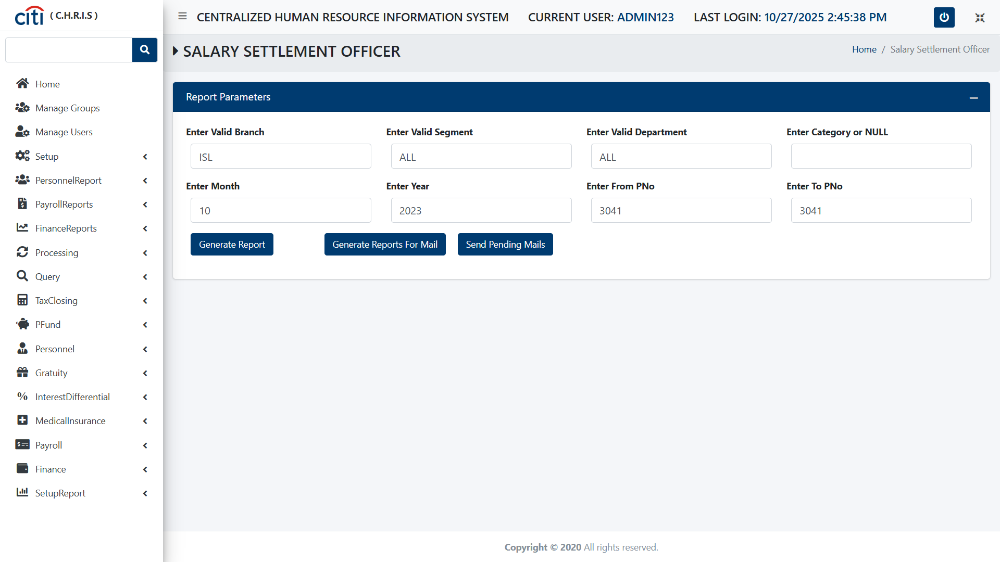 citi ( C.H.R.I.S )
CENTRALIZED HUMAN RESOURCE INFORMATION SYSTEM CURRENT USER: ADMIN123 LAST LOGIN: 10/27/2025 2:45:38 PM
SALARY SETTLEMENT OFFICER
Home / Salary Settlement Officer
Home
Manage Groups
Manage Users
Setup
PersonnelReport
PayrollReports
FinanceReports
Processing
Query
TaxClosing
PFund
Personnel
Gratuity
% InterestDifferential
MedicalInsurance
Payroll
Finance
SetupReport
Report Parameters
Enter Valid Branch Enter Valid Segment Enter Valid Department Enter Category or NULL
ISL ALL ALL
Enter Month Enter Year Enter From PNo Enter To PNo
10 2023 3041 3041
Generate Report Generate Reports For Mail Send Pending Mails
Copyright © 2020 All rights reserved.